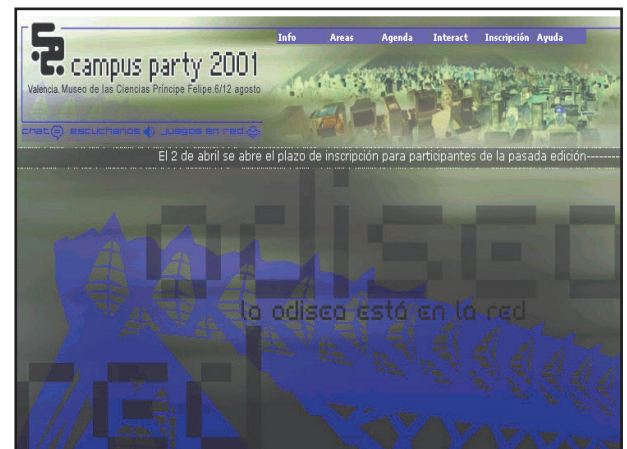 Info Areas Agenda Interact Inscripción Ayuda
campus party 2001
Valencia. Museo de las Ciencias Príncipe Felipe. 6/12 agosto
chat escuchanos juegos en red
El 2 de abril se abre el plazo de inscripción para participantes de la pasada edición--------
odisea
la odisea está en la red
red